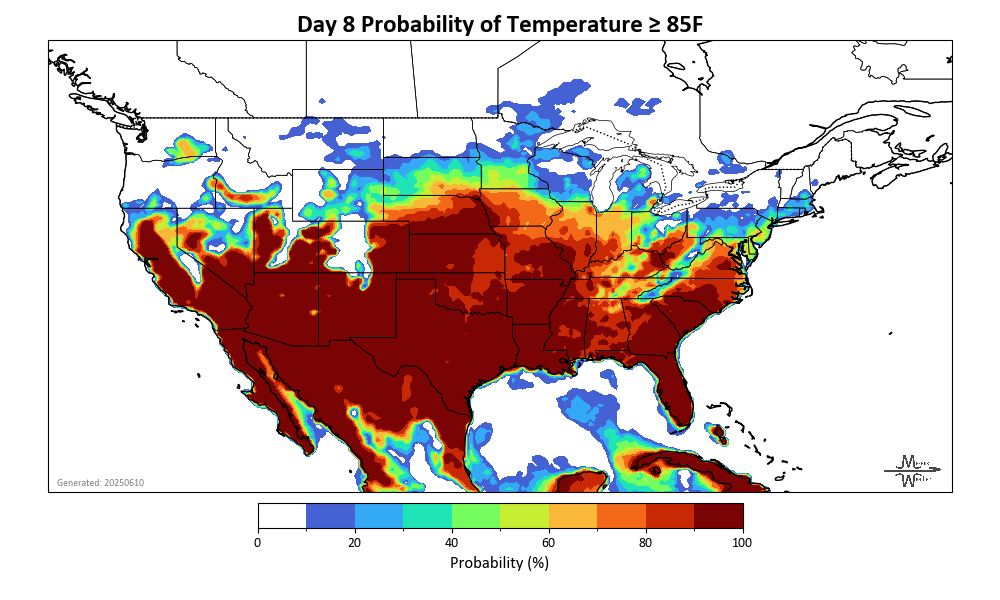 Day 8 Probability of Temperature ≥ 85F
Generated: 20250610
0 20 40 60 80 100
Probability (%)